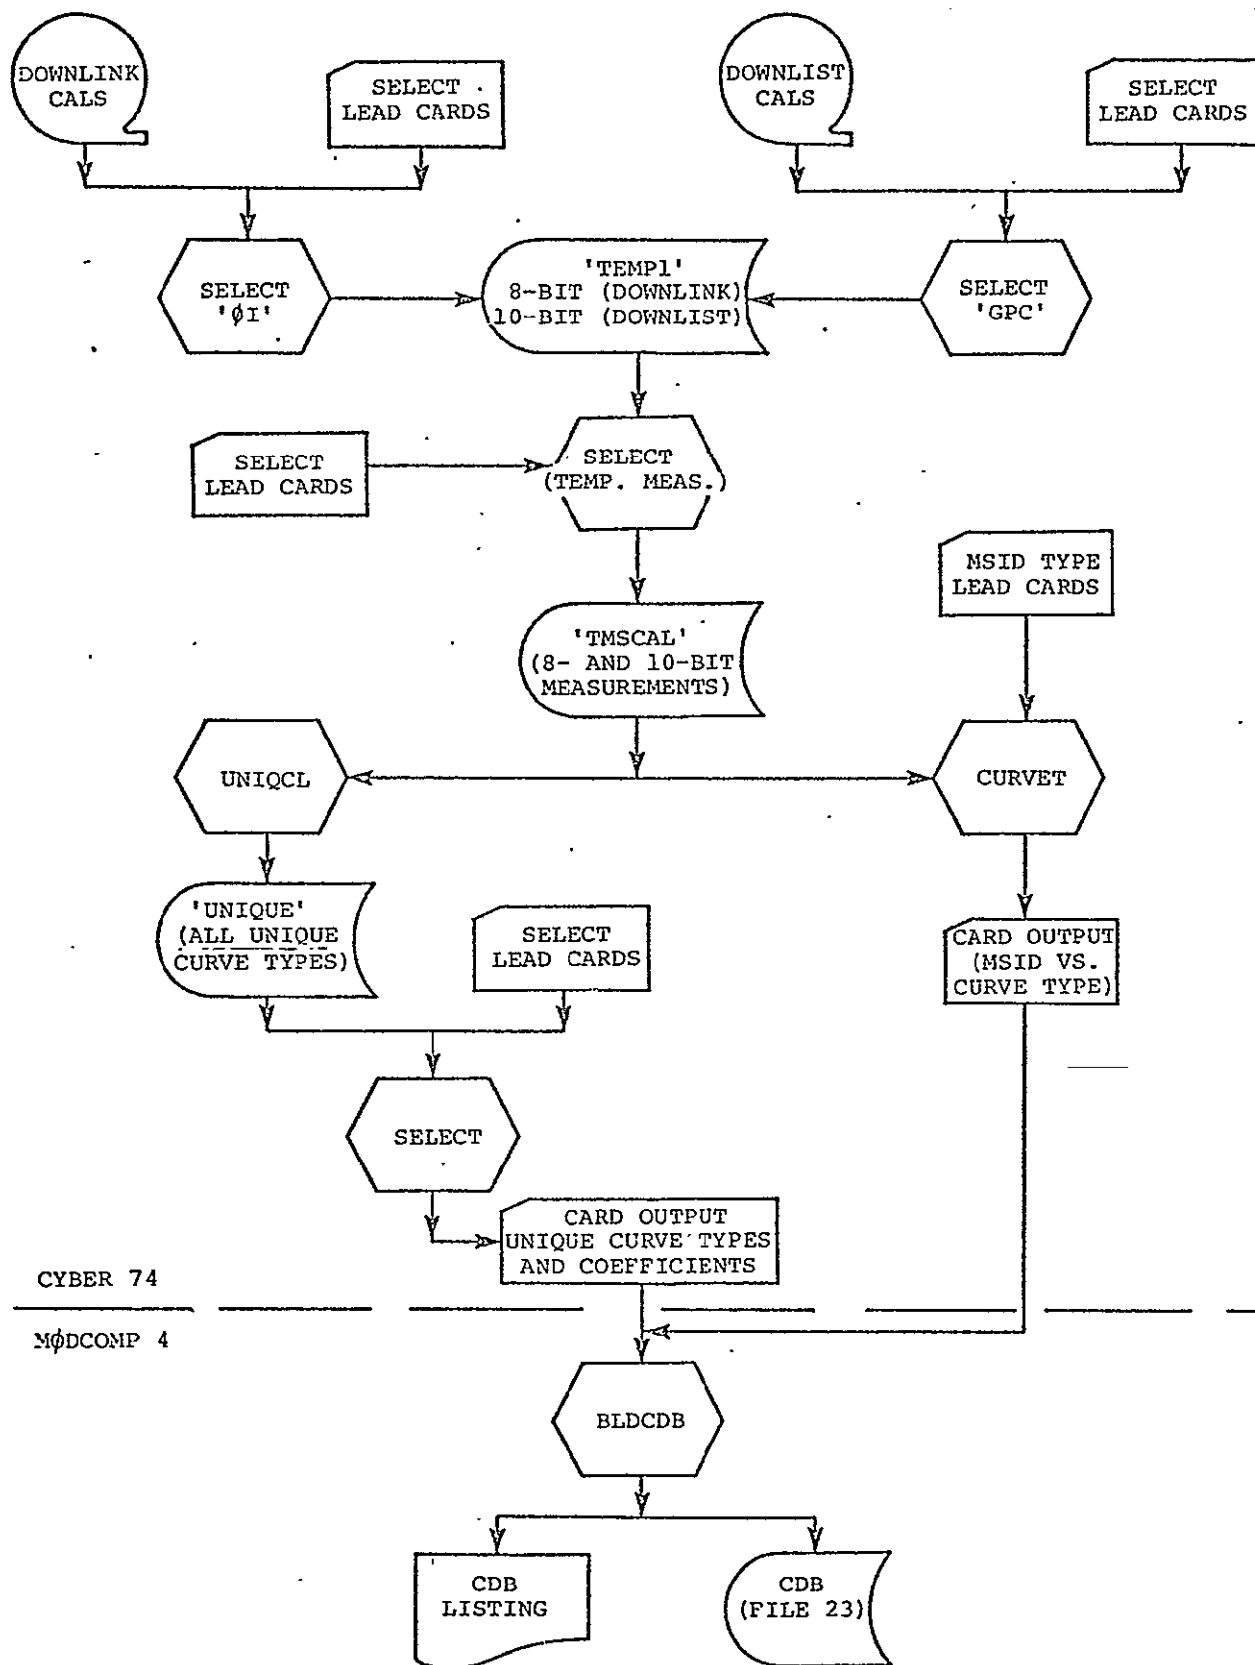 DOWNLINK
CALS
SELECT
LEAD CARDS
DOWNLIST
CALS
SELECT
LEAD CARDS
SELECT
'ØI'
'TEMP1'
8-BIT (DOWNLINK)
10-BIT (DOWNLIST)
SELECT
'GPC'
SELECT
LEAD CARDS
SELECT
(TEMP. MEAS.)
MSID TYPE
LEAD CARDS
'TMSCAL'
(8- AND 10-BIT
MEASUREMENTS)
UNIQCL
CURVET
'UNIQUE'
(ALL UNIQUE
CURVE TYPES)
SELECT
LEAD CARDS
CARD OUTPUT
(MSID VS.
CURVE TYPE)
SELECT
CARD OUTPUT
UNIQUE CURVE TYPES
AND COEFFICIENTS
CYBER 74
MØDCOMP 4
BLDCDB
CDB
LISTING
CDB
(FILE 23)